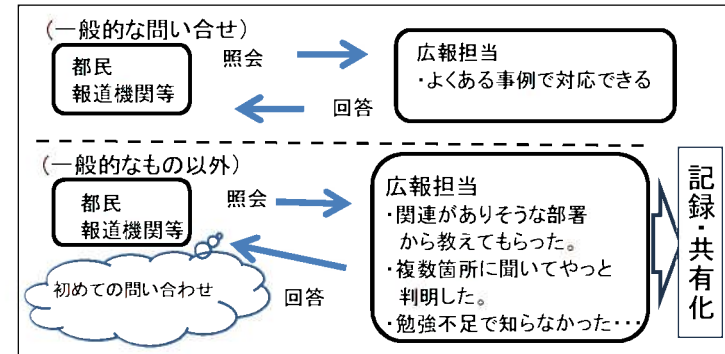 (一般的な問い合せ)
都民
報道機関等
照会
回答
広報担当
・よくある事例で対応できる
(一般的なもの以外)
都民
報道機関等
照会
回答
初めての問い合わせ
広報担当
・関連がありそうな部署
から教えてもらった。
・複数箇所に聞いてやっと
判明した。
・勉強不足で知らなかった・・・
記録・共有化